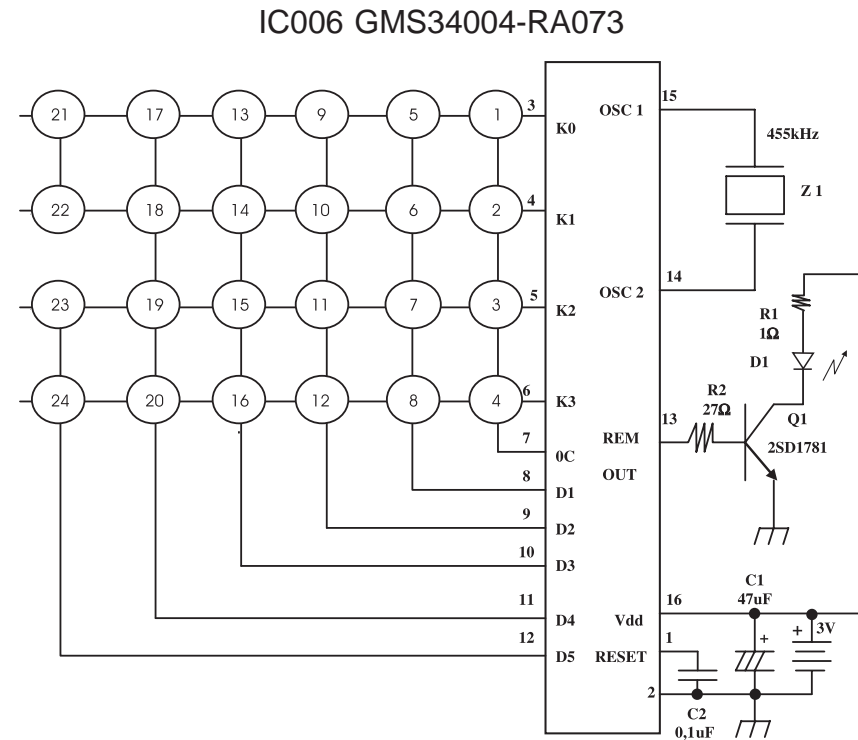 IC006 GMS34004-RA073
21 17 13 9 5 1 3 K0 OSC 1 15
455kHz
22 18 14 10 6 2 4 K1 Z 1
23 19 15 11 7 3 5 K2 OSC 2 14
R1
1Ω
D1
24 20 16 12 8 4 6 K3 R2
27Ω
13
Q1
7 0C REM 2SD1781
8 D1 OUT
9 D2
10 D3
C1
47uF
11 D4 Vdd 16
+ 3V
12 D5 RESET 1 +
2
C2
0,1uF